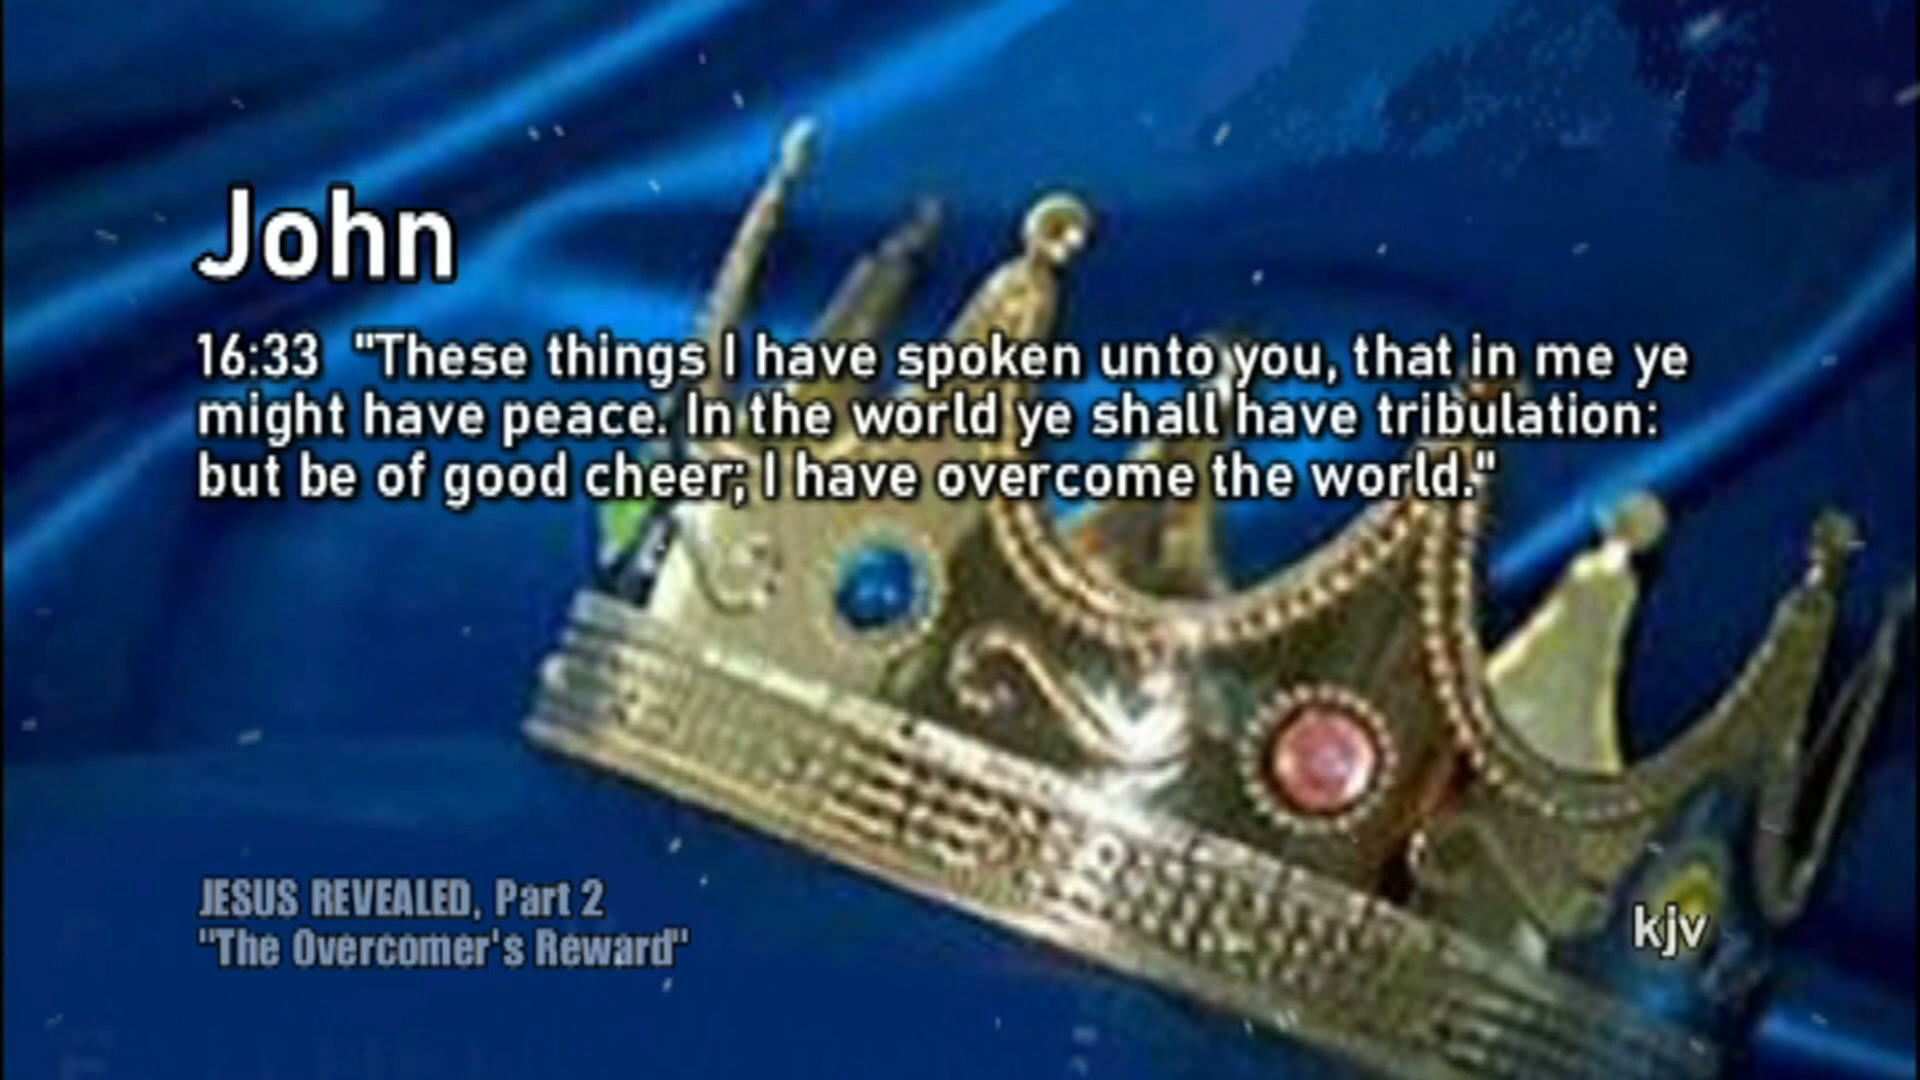 John
16:33  "These things I have spoken unto you, that in me ye
might have peace. In the world ye shall have tribulation:
but be of good cheer; I have overcome the world."
JESUS REVEALED, Part 2
"The Overcomer's Reward"
kjv